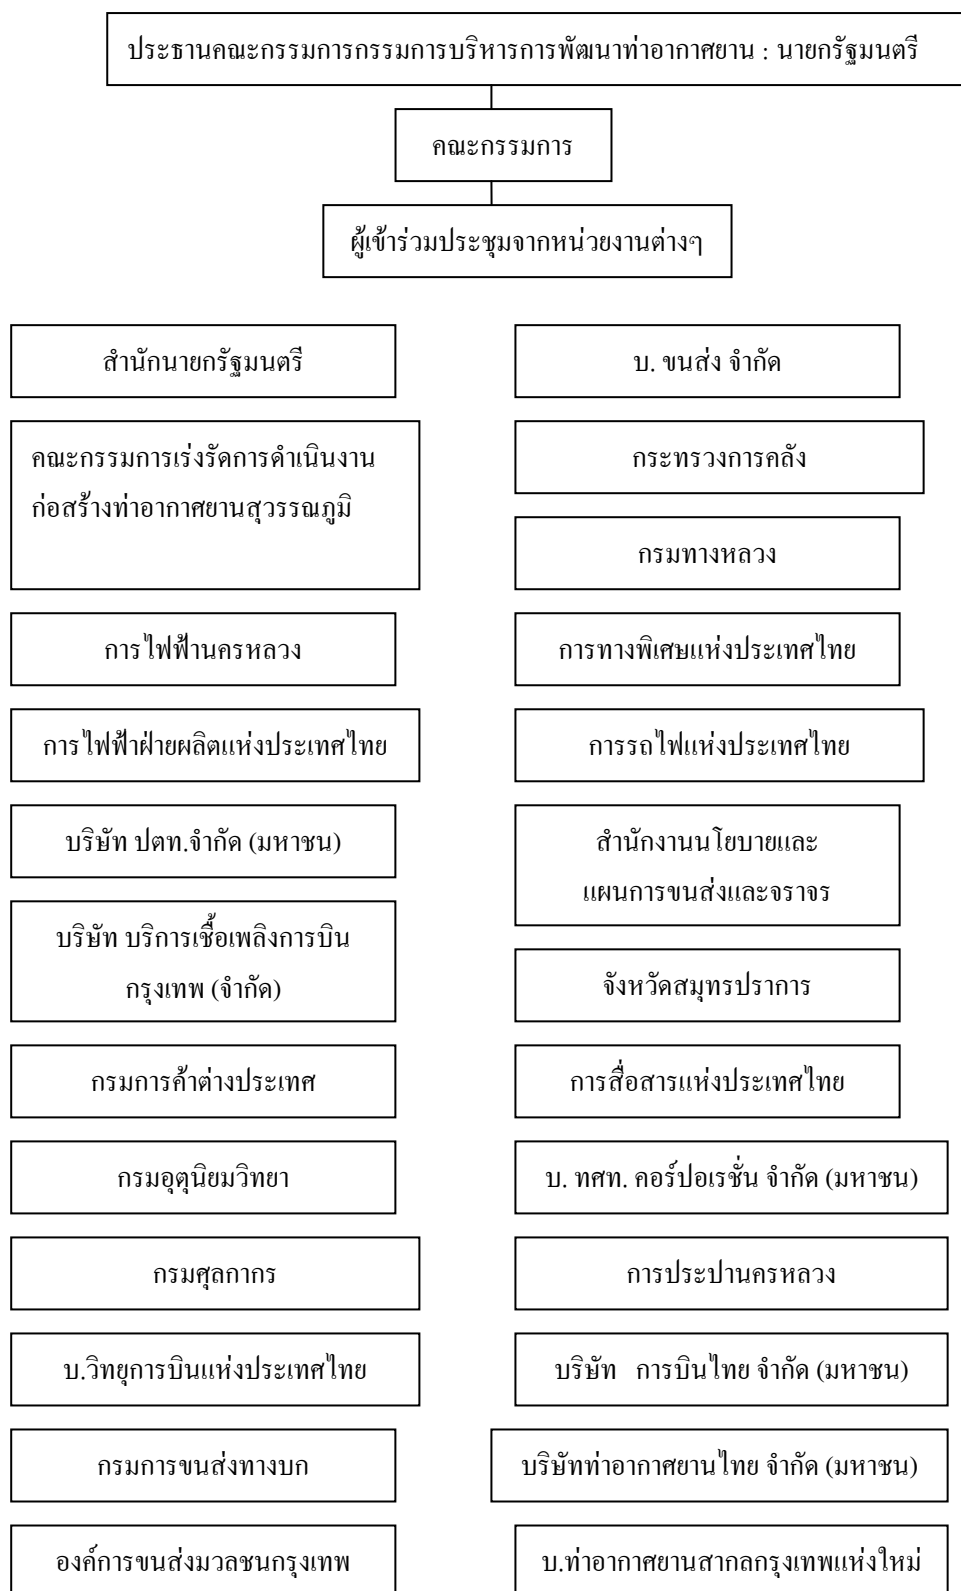 ประธานคณะกรรมการกรรมการบริหารการพัฒนาท่าอากาศยาน : นายกรัฐมนตรี
คณะกรรมการ
ผู้เข้าร่วมประชุมจากหน่วยงานต่างๆ
สำนักนายกรัฐมนตรี
คณะกรรมการเร่งรัดการดำเนินงาน
ก่อสร้างท่าอากาศยานสุวรรณภูมิ
การไฟฟ้านครหลวง
การไฟฟ้าฝ่ายผลิตแห่งประเทศไทย
บริษัท ปตท.จำกัด (มหาชน)
บริษัท บริการเชื้อเพลิงการบิน
กรุงเทพ (จำกัด)
กรมการค้าต่างประเทศ
กรมอุตุนิยมวิทยา
กรมศุลกากร
บ.วิทยุการบินแห่งประเทศไทย
กรมการขนส่งทางบก
องค์การขนส่งมวลชนกรุงเทพ
บ. ขนส่ง จำกัด
กระทรวงการคลัง
กรมทางหลวง
การทางพิเศษแห่งประเทศไทย
การรถไฟแห่งประเทศไทย
สำนักงานนโยบายและ
แผนการขนส่งและจราจร
จังหวัดสมุทรปราการ
การสื่อสารแห่งประเทศไทย
บ. ทศท. คอร์ปอเรชั่น จำกัด (มหาชน)
การประปานครหลวง
บริษัท การบินไทย จำกัด (มหาชน)
บริษัทท่าอากาศยานไทย จำกัด (มหาชน)
บ.ท่าอากาศยานสากลกรุงเทพแห่งใหม่